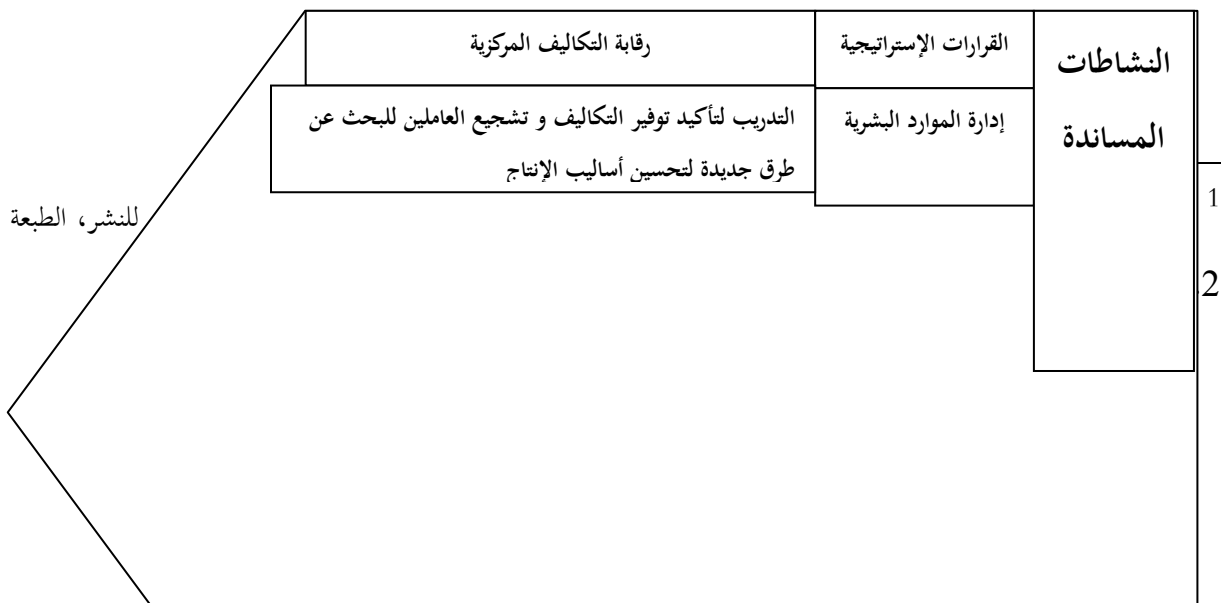 النشاطات
المساندة
القرارات الإستراتيجية
رقابة التكاليف المركزية
إدارة الموارد البشرية
التدريب لتأكيد توفير التكاليف و تشجيع العاملين للبحث عن
طرق جديدة لتحسين أساليب الإنتاج
1
للنشر، الطبعة
2